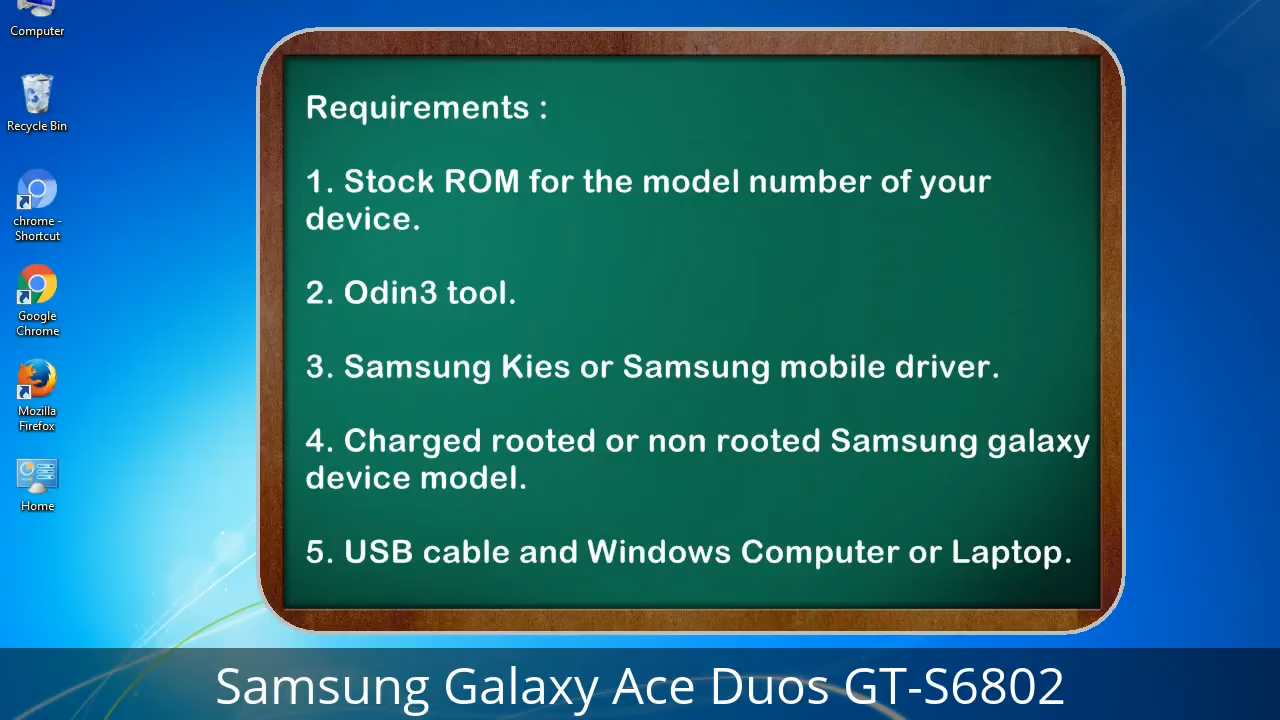 Computer
Recycle Bin
chrome -
Shortcut
Google
Chrome
Mozilla
Firefox
Home
Requirements :
1. Stock ROM for the model number of your
device.
2. Odin3 tool.
3. Samsung Kies or Samsung mobile driver.
4. Charged rooted or non rooted Samsung galaxy
device model.
5. USB cable and Windows Computer or Laptop.
Samsung Galaxy Ace Duos GT-S6802